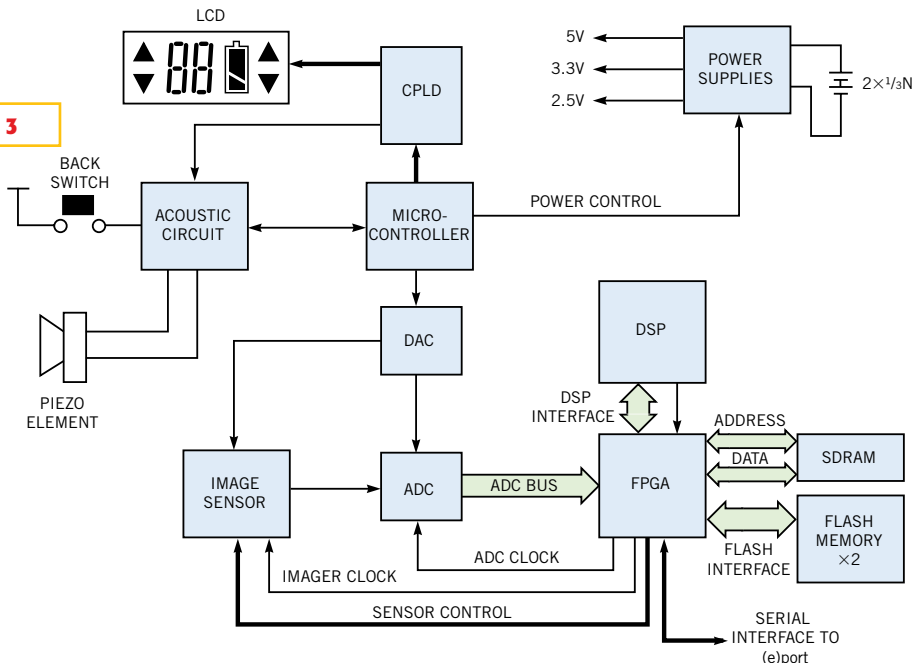 LCD
88
CPLD
5V
3.3V
2.5V
POWER
SUPPLIES
2×1/3N
3
BACK
SWITCH
ACOUSTIC
CIRCUIT
MICRO-
CONTROLLER
POWER CONTROL
DAC
DSP
PIEZO
ELEMENT
DSP
INTERFACE
ADDRESS
DATA
SDRAM
IMAGE
SENSOR
ADC
ADC BUS
FPGA
FLASH
MEMORY
×2
FLASH
INTERFACE
ADC CLOCK
IMAGER CLOCK
SENSOR CONTROL
SERIAL
INTERFACE TO
(e)port